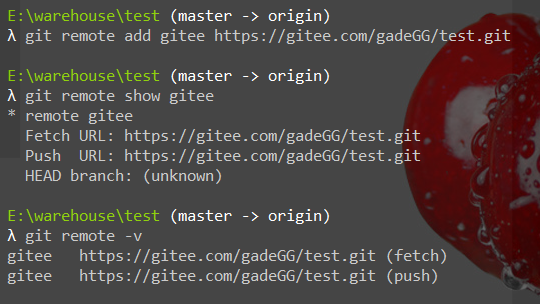 E:\warehouse\test (master -> origin)
λ git remote add gitee https://gitee.com/gadeGG/test.git
E:\warehouse\test (master -> origin)
λ git remote show gitee
* remote gitee
  Fetch URL: https://gitee.com/gadeGG/test.git
  Push  URL: https://gitee.com/gadeGG/test.git
  HEAD branch: (unknown)
E:\warehouse\test (master -> origin)
λ git remote -v
gitee   https://gitee.com/gadeGG/test.git (fetch)
gitee   https://gitee.com/gadeGG/test.git (push)